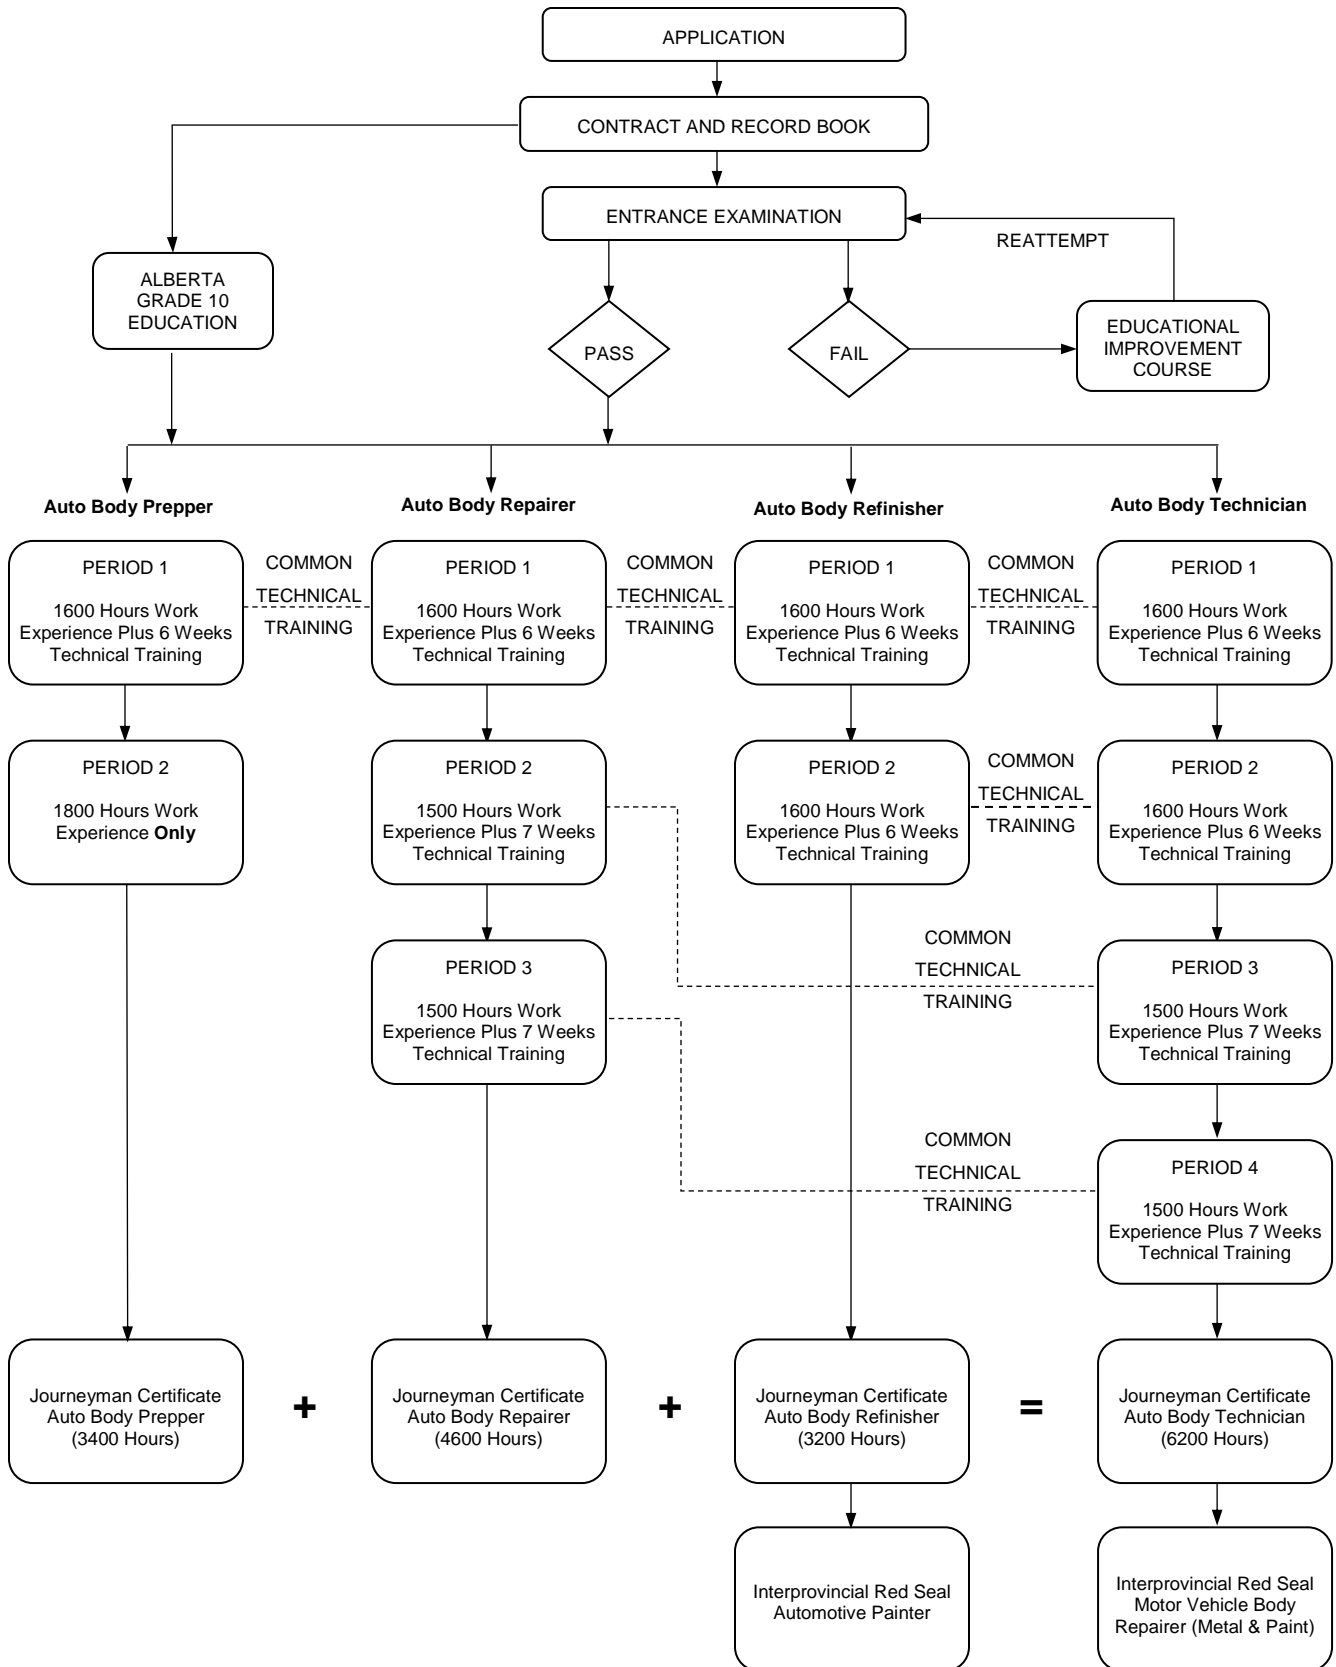 APPLICATION
CONTRACT AND RECORD BOOK
ENTRANCE EXAMINATION
REATTEMPT
ALBERTA
GRADE 10
EDUCATION
PASS
FAIL
EDUCATIONAL
IMPROVEMENT
COURSE
Auto Body Prepper
Auto Body Repairer
Auto Body Refinisher
Auto Body Technician
PERIOD 1
1600 Hours Work
Experience Plus 6 Weeks
Technical Training
COMMON
TECHNICAL
TRAINING
PERIOD 1
1600 Hours Work
Experience Plus 6 Weeks
Technical Training
COMMON
TECHNICAL
TRAINING
PERIOD 1
1600 Hours Work
Experience Plus 6 Weeks
Technical Training
COMMON
TECHNICAL
TRAINING
PERIOD 1
1600 Hours Work
Experience Plus 6 Weeks
Technical Training
PERIOD 2
1800 Hours Work
Experience Only
PERIOD 2
1500 Hours Work
Experience Plus 7 Weeks
Technical Training
PERIOD 2
1600 Hours Work
Experience Plus 6 Weeks
Technical Training
COMMON
TECHNICAL
TRAINING
PERIOD 2
1600 Hours Work
Experience Plus 6 Weeks
Technical Training
PERIOD 3
1500 Hours Work
Experience Plus 7 Weeks
Technical Training
COMMON
TECHNICAL
TRAINING
PERIOD 3
1500 Hours Work
Experience Plus 7 Weeks
Technical Training
COMMON
TECHNICAL
TRAINING
PERIOD 4
1500 Hours Work
Experience Plus 7 Weeks
Technical Training
Journeyman Certificate
Auto Body Prepper
(3400 Hours)
+
Journeyman Certificate
Auto Body Repairer
(4600 Hours)
+
Journeyman Certificate
Auto Body Refinisher
(3200 Hours)
=
Journeyman Certificate
Auto Body Technician
(6200 Hours)
Interprovincial Red Seal
Automotive Painter
Interprovincial Red Seal
Motor Vehicle Body
Repairer (Metal & Paint)